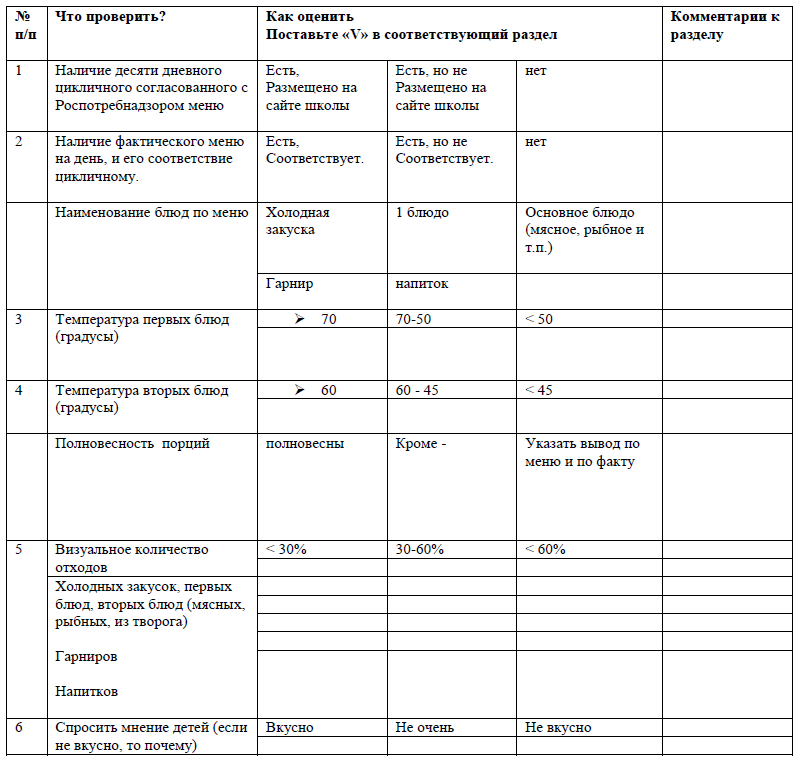 № п/п
Что проверить?
Как оценить
Поставьте «V» в соответствующий раздел
Комментарии к разделу
1
Наличие десяти дневного
цикличного согласованного с
Роспотребнадзором меню
Есть,
Размещено на
сайте школы
Есть, но не
Размещено на
сайте школы
нет
2
Наличие фактического меню
на день, и его соответствие
цикличному.
Есть,
Соответствует.
Есть, но не
Соответствует.
нет
Наименование блюд по меню
Холодная
закуска
1 блюдо
Основное блюдо
(мясное, рыбное и
т.п.)
Гарнир
напиток
3
Температура первых блюд
(градусы)
➢ 70
70-50
< 50
4
Температура вторых блюд
(градусы)
➢ 60
60 - 45
< 45
Полновесность порций
полновесны
Кроме -
Указать вывод по
меню и по факту
5
Визуальное количество
отходов
< 30%
30-60%
< 60%
Холодных закусок, первых
блюд, вторых блюд (мясных,
рыбных, из творога)
Гарниров
Напитков
6
Спросить мнение детей (если
не вкусно, то почему)
Вкусно
Не очень
Не вкусно